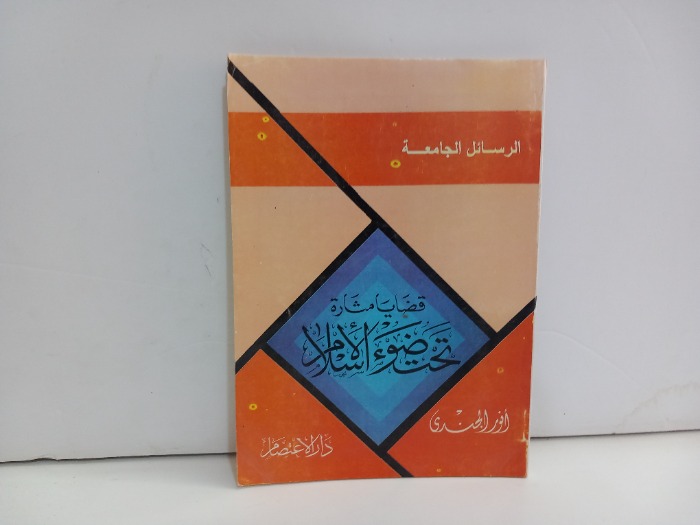 الرسائل الجامعة
قضايا مثارة
تحت ضوء الإسلام
أنور الجندي
دار الاعتصام